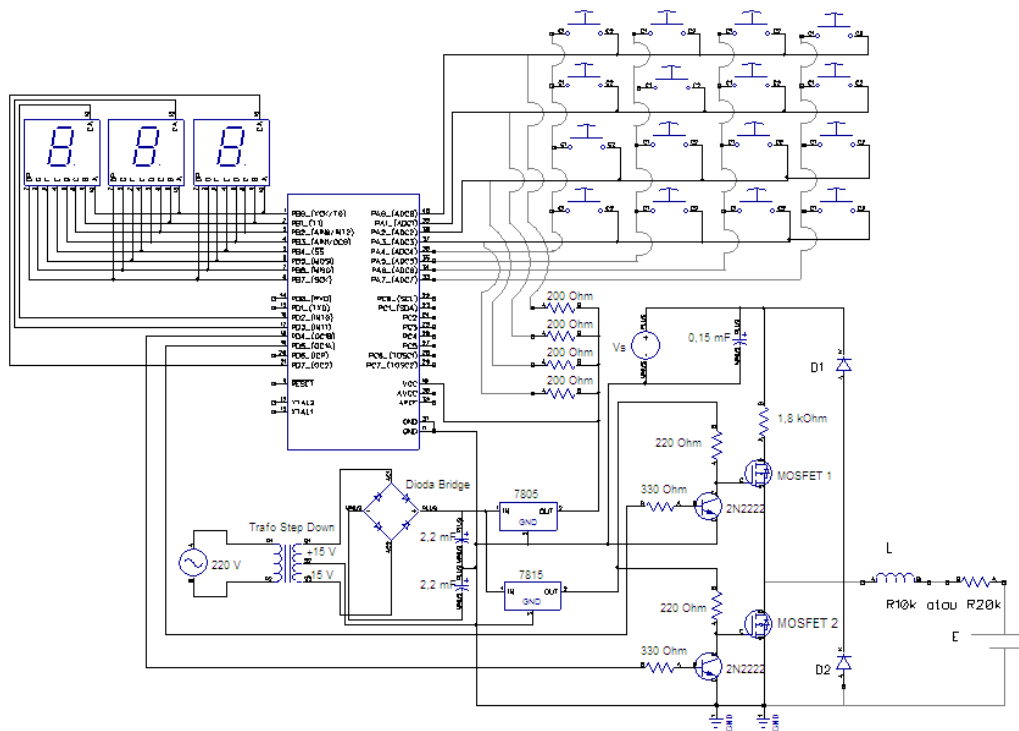 PB0_(XCK/T0)
PB1_(T1)
PB2_(AIN0/INT2)
PB3_(AIN1/OC0)
PB4_(SS
PB5_(MOSI)
PB6_(MISO)
PB7_(SCK)
PD0_(RXD)
PD1_(TXD)
PD2_(INT0)
PD3_(INT1)
PD4_(OC1B)
PD5_(OC1A)
PD6_(ICP)
PD7_(OC2)
RESET
XTAL2
XTAL1
PA0_(ADC0)
PA1_(ADC1)
PA2_(ADC2)
PA3_(ADC3)
PA4_(ADC4)
PA5_(ADC5)
PA6_(ADC6)
PA7_(ADC7)
PC0_(SCL)
PC1_(SDA)
PC2
PC3
PC4
PC5
PC6_(TOSC1)
PC7_(TOSC2)
VCC
AVCC
AREF
GND
GND
200 Ohm
200 Ohm
200 Ohm
200 Ohm
Vs
0,15 mF
D1
1,8 kOhm
220 Ohm
MOSFET 1
330 Ohm
2N2222
Dioda Bridge
7805
IN OUT
GND
Trafo Step Down
+15 V
-15 V
220 V
2,2 mF
2,2 mF
7815
IN OUT
GND
220 Ohm
MOSFET 2
330 Ohm
2N2222
D2
L
R10k atau R20k
E
GND
GND